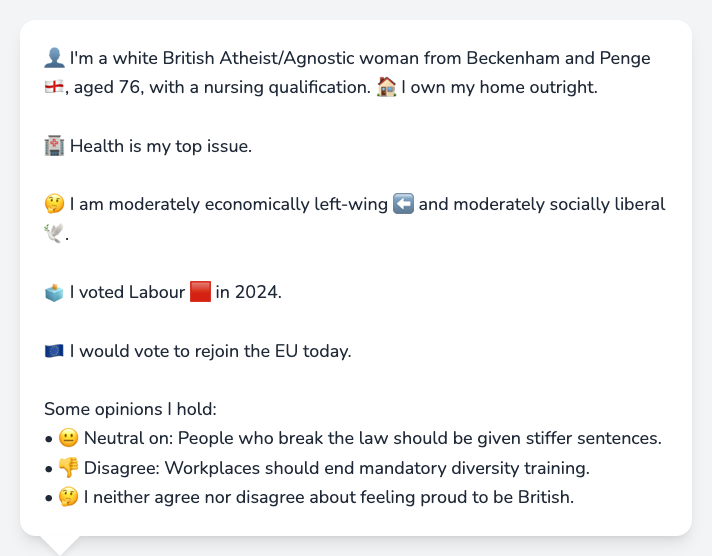 👤 I'm a white British Atheist/Agnostic woman from Beckenham and Penge
🏴󠁧󠁢󠁥󠁮󠁧󠁿, aged 76, with a nursing qualification. 🏠 I own my home outright.
🏥 Health is my top issue.
🤔 I am moderately economically left-wing ⬅️ and moderately socially liberal
🕊️.
🗳️ I voted Labour 🟥 in 2024.
🇪🇺 I would vote to rejoin the EU today.
Some opinions I hold:
• 😐 Neutral on: People who break the law should be given stiffer sentences.
• 👎 Disagree: Workplaces should end mandatory diversity training.
• 🤔 I neither agree nor disagree about feeling proud to be British.